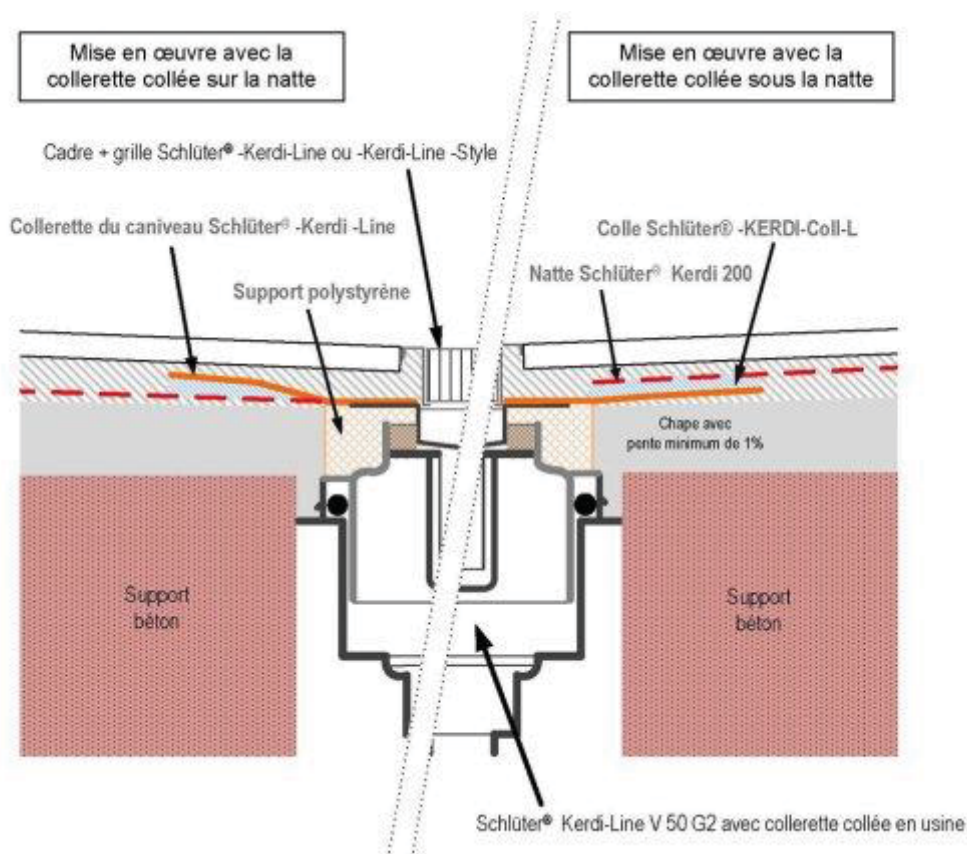 Mise en œuvre avec la
collerette collée sur la natte
Mise en œuvre avec la
collerette collée sous la natte
Cadre + grille Schlüter® -Kerdi-Line ou -Kerdi-Line -Style
Collerette du caniveau Schlüter® -Kerdi -Line
Colle Schlüter® -KERDI-Coll-L
Natte Schlüter® Kerdi 200
Support polystyrène
Chape avec
pente minimum de 1%
Support
béton
Support
béton
Schlüter® Kerdi-Line V 50 G2 avec collerette collée en usine